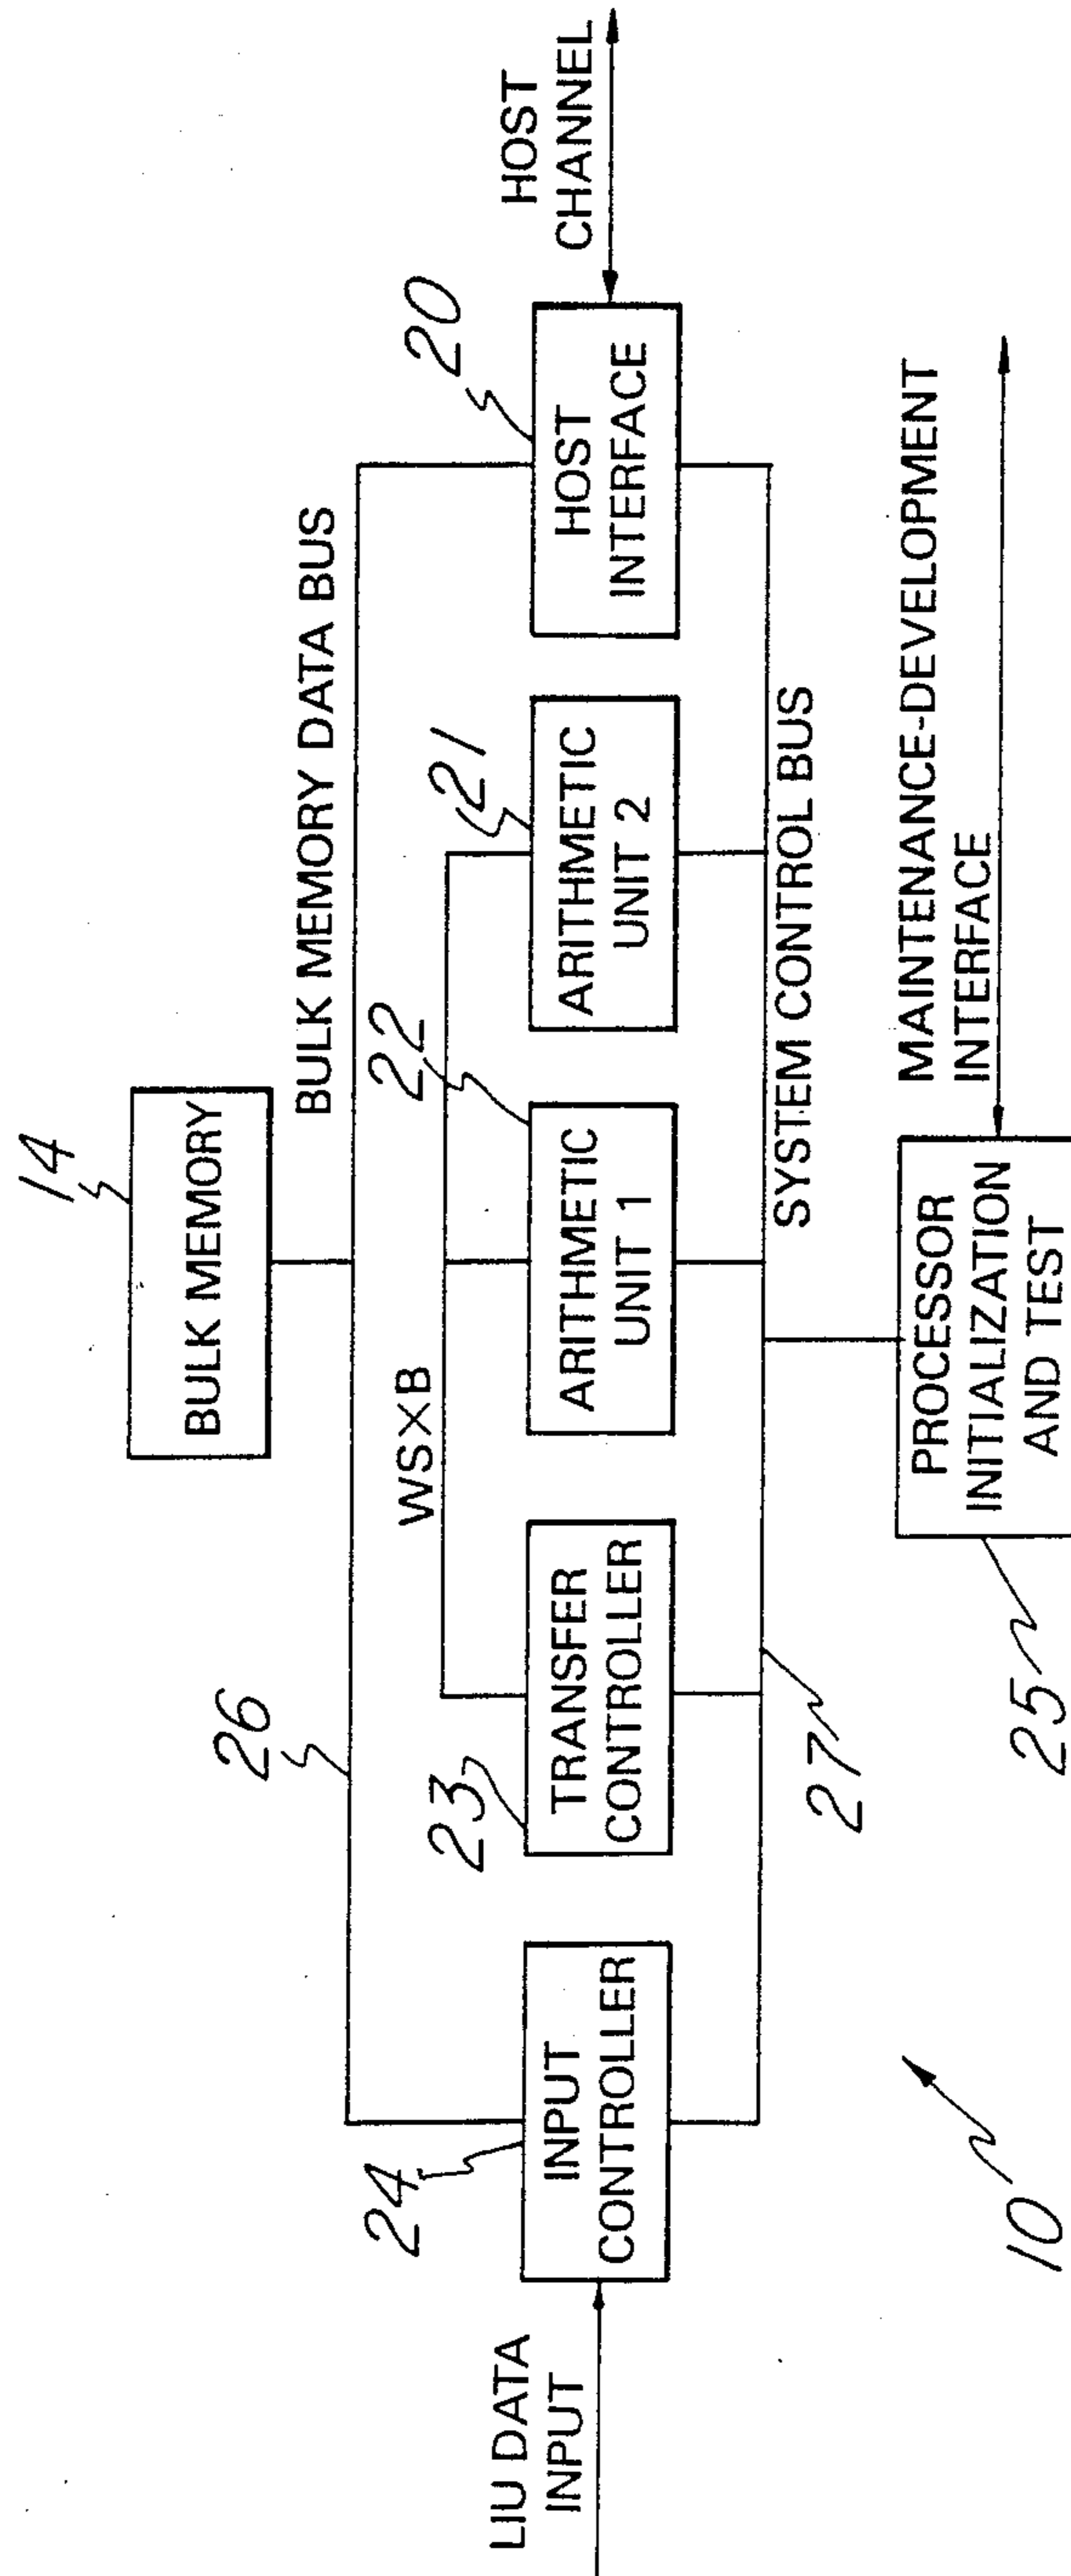 14
BULK MEMORY
26
BULK MEMORY DATA BUS
WS×B
24
23
22
21
20
LIU DATA
INPUT
INPUT
CONTROLLER
TRANSFER
CONTROLLER
ARITHMETIC
UNIT 1
ARITHMETIC
UNIT 2
HOST
INTERFACE
HOST
CHANNEL
27
SYSTEM CONTROL BUS
10
25
PROCESSOR
INITIALIZATION
AND TEST
MAINTENANCE-DEVELOPMENT
INTERFACE